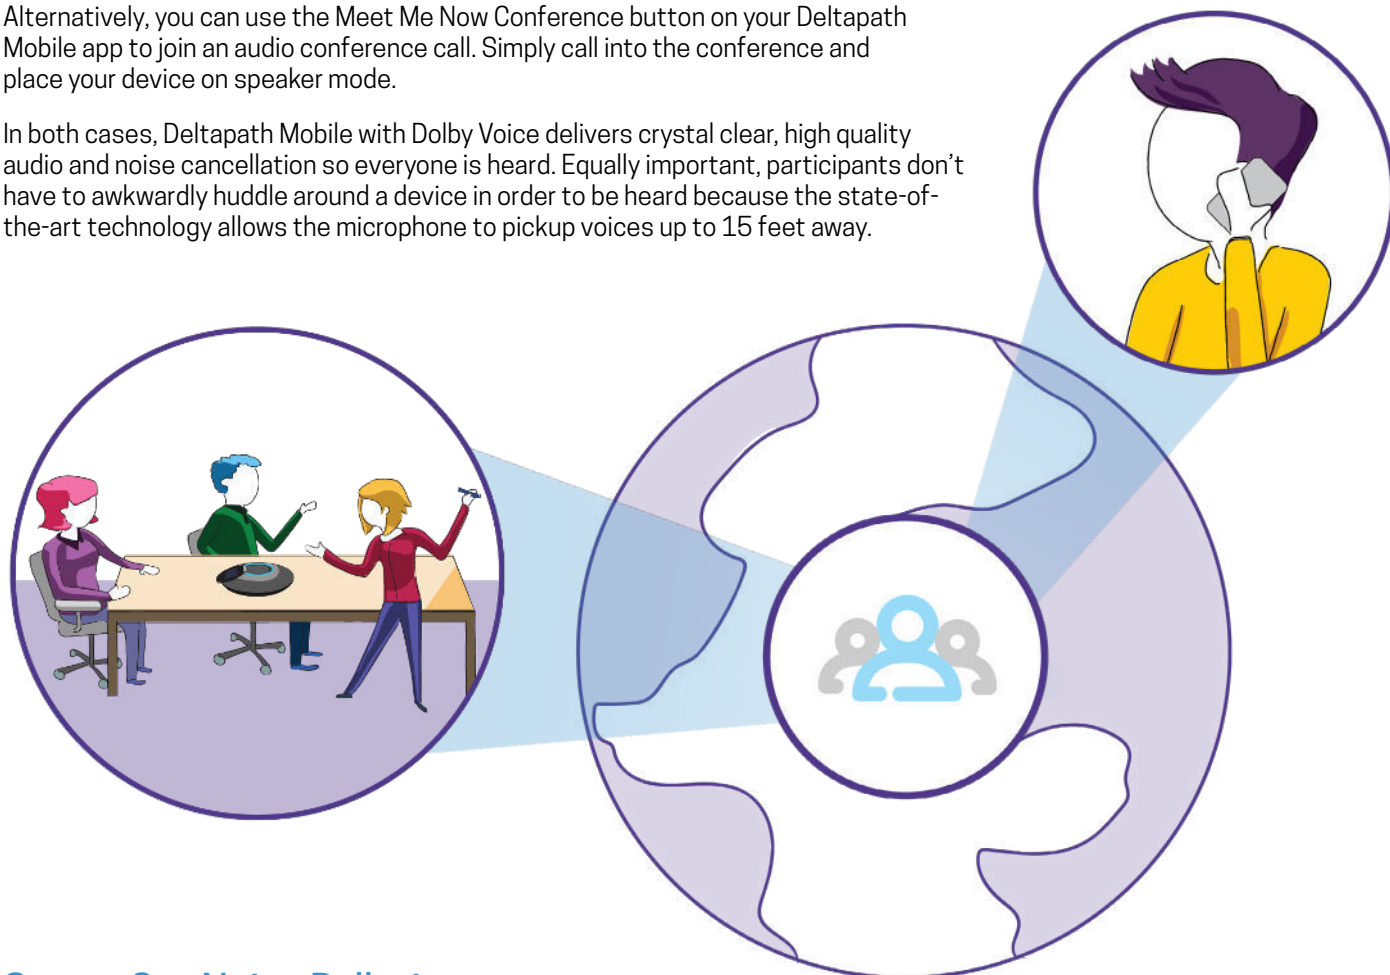 Alternatively, you can use the Meet Me Now Conference button on your Deltapath
Mobile app to join an audio conference call. Simply call into the conference and
place your device on speaker mode.
In both cases, Deltapath Mobile with Dolby Voice delivers crystal clear, high quality
audio and noise cancellation so everyone is heard. Equally important, participants don’t
have to awkwardly huddle around a device in order to be heard because the state-of-
the-art technology allows the microphone to pickup voices up to 15 feet away.